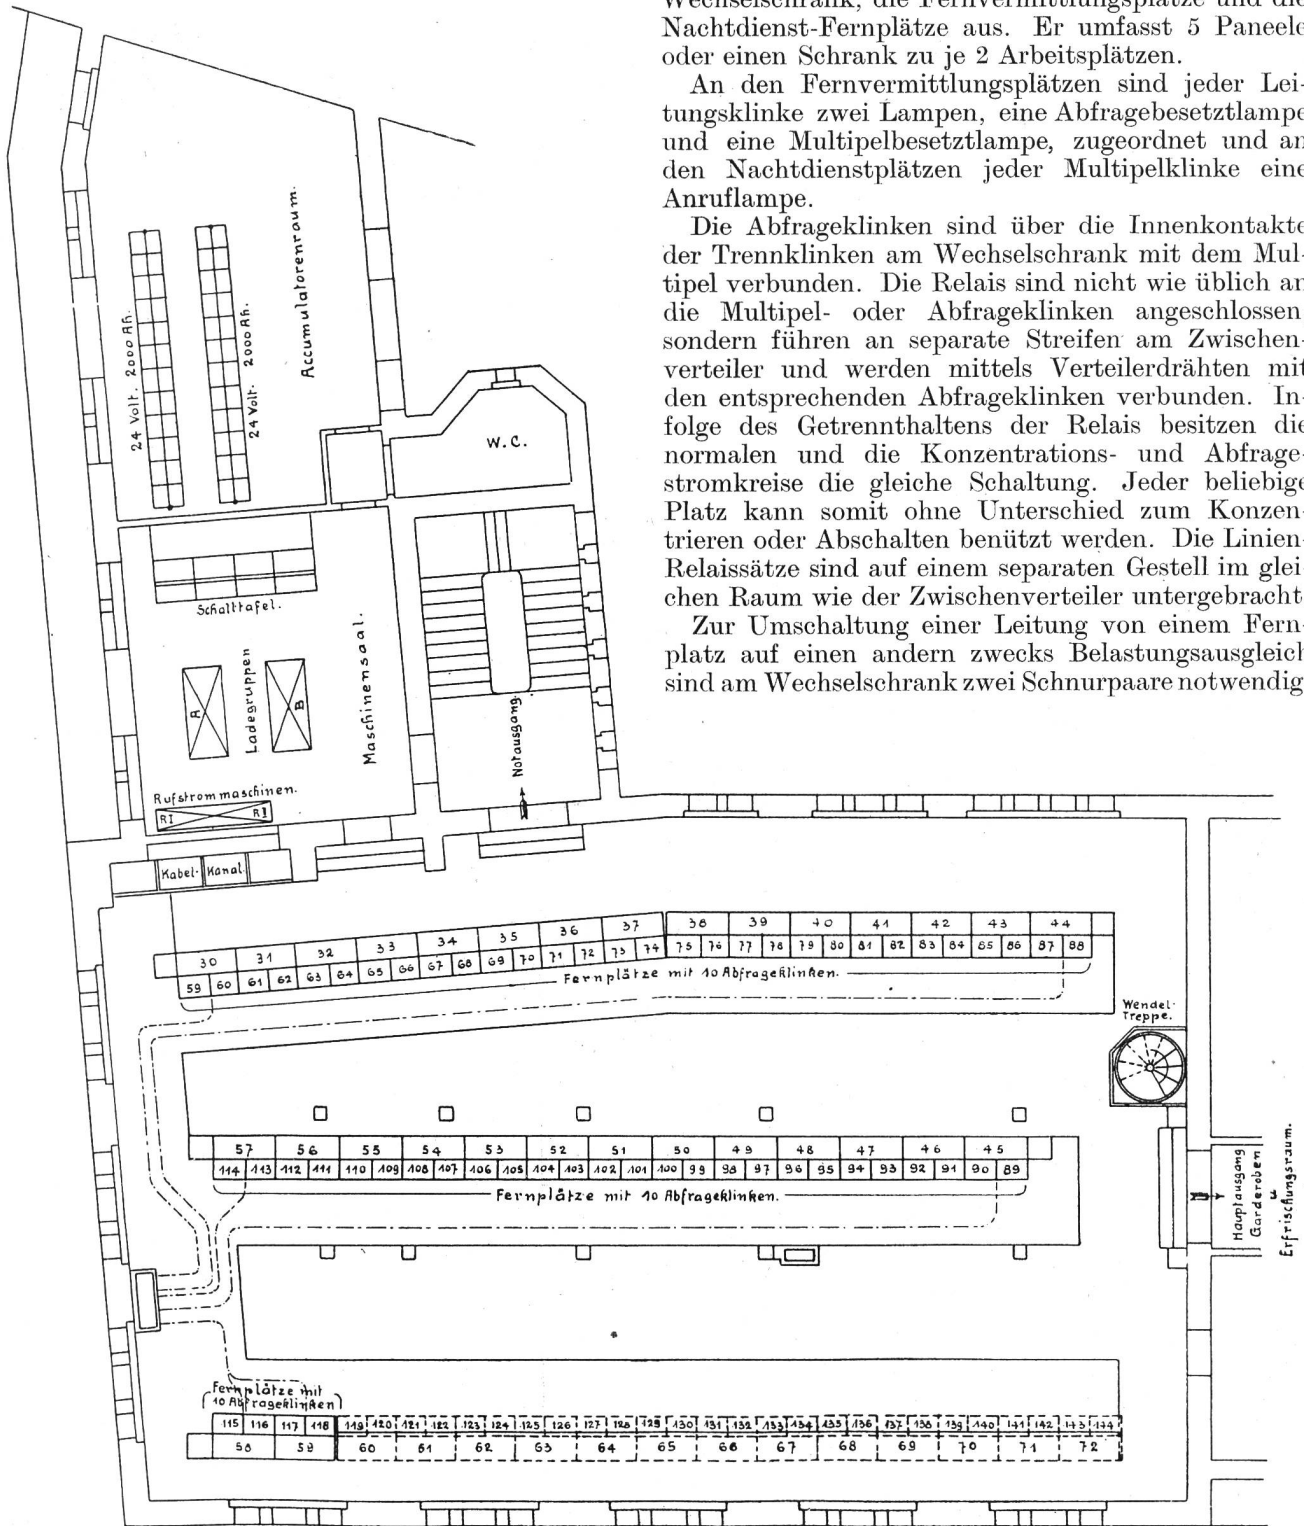 Wechselschrank, die Fernvermittlungsplätze und die
Nachtdienst-Fernplätze aus. Er umfasst 5 Paneele
oder einen Schrank zu je 2 Arbeitsplätzen.
An den Fernvermittlungsplätzen sind jeder Lei-
tungsklinke zwei Lampen, eine Abfragebesetztlampe
und eine Multipelbesetztlampe, zugeordnet und an
den Nachtdienstplätzen jeder Multipelklinke eine
Anruflampe.
Die Abfrageklinken sind über die Innenkontakte
der Trennklinken am Wechselschrank mit dem Mul-
tipel verbunden. Die Relais sind nicht wie üblich an
die Multipel- oder Abfrageklinken angeschlossen
sondern führen an separate Streifen am Zwischen-
verteiler und werden mittels Verteilerdrähten mit
den entsprechenden Abfrageklinken verbunden. In-
folge des Getrennthaltens der Relais besitzen die
normalen und die Konzentrations- und Abfrage-
stromkreise die gleiche Schaltung. Jeder beliebige
Platz kann somit ohne Unterschied zum Konzen-
trieren oder Abschalten benützt werden. Die Linien-
Relaissätze sind auf einem separaten Gestell im glei-
chen Raum wie der Zwischenverteiler untergebracht
Zur Umschaltung einer Leitung von einem Fern-
platz auf einen andern zwecks Belastungsausgleich
sind am Wechselschrank zwei Schnurpaare notwendig
24 Volt. 2000 Ah.
24 Volt. 2000 Ah.
Accumulatorenraum.
W.C.
Schalttafel.
A
Ladegruppen
B
Maschinensaal.
Notausgang
Rufstrommaschinen.
RI RII
Kabel- Kanal
30 31 32 33 34 35 36 37 38 39 40 41 42 43 44
59 60 61 62 63 64 65 66 67 68 69 70 71 72 73 74 75 76 77 78 79 80 81 82 83 84 85 86 87 88
Fernplätze mit 10 Abfrageklinken.
Wendel-
Treppe.
57 56 55 54 53 52 51 50 49 48 47 46 45
114 113 112 111 110 109 108 107 106 105 104 103 102 101 100 99 98 97 96 95 94 93 92 91 90 89
Fernplätze mit 10 Abfrageklinken.
Hauptausgang
Garderoben
u
Erfrischungsraum.
Fernplätze mit
10 Abfrageklinken
115 116 117 118 119 120 121 122 123 124 125 126 127 128 129 130 131 132 133 134 135 136 137 138 139 140 141 142 143 144
58 59 60 61 62 63 64 65 66 67 68 69 70 71 72